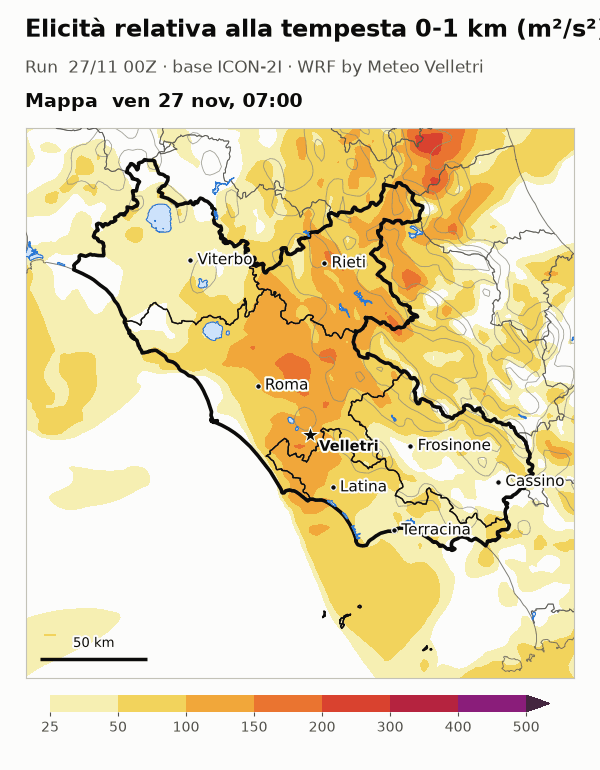 Elicità relativa alla tempesta 0-1 km (m²/s²)
Run 27/11 00Z · base ICON-2I · WRF by Meteo Velletri
Mappa ven 27 nov, 07:00
Viterbo
Rieti
Roma
Velletri
Frosinone
Latina
Cassino
Terracina
50 km
25 50 100 150 200 300 400 500